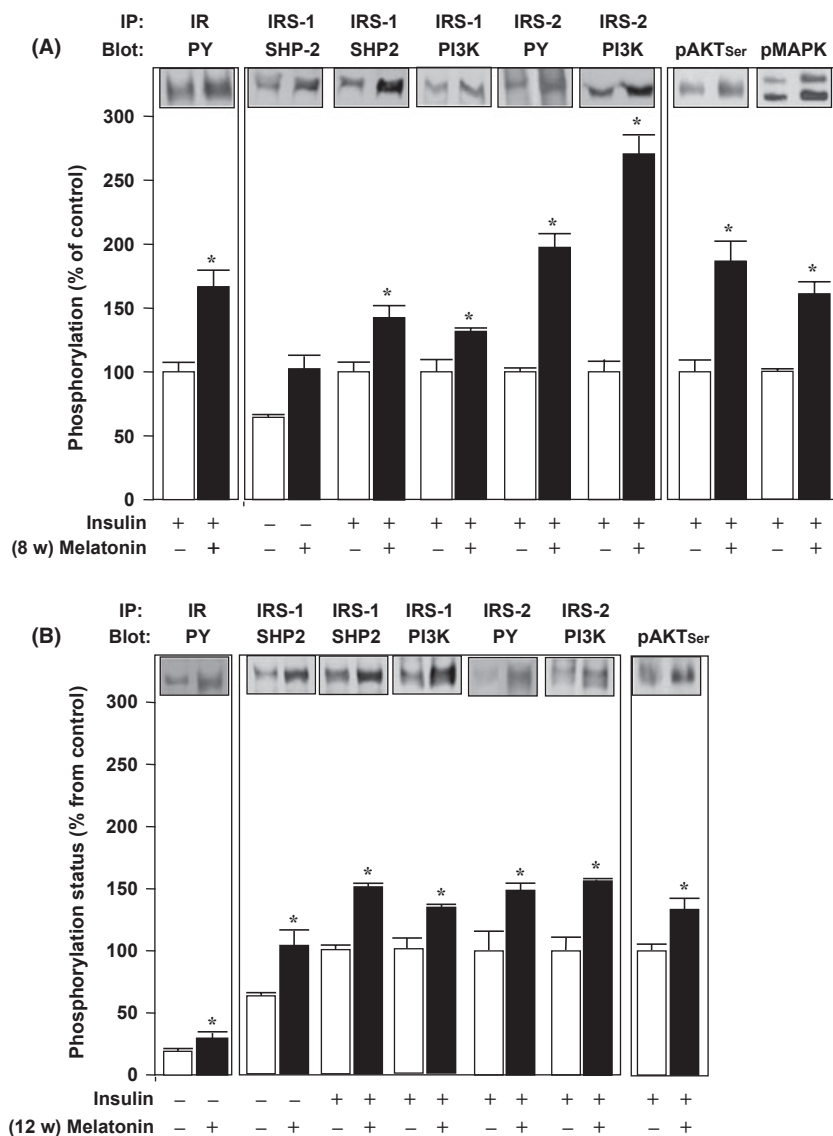 IP: IR IRS-1 IRS-1 IRS-1 IRS-2 IRS-2
(A) Blot: PY SHP-2 SHP2 PI3K PY PI3K pAKTSer pMAPK
300
250
200
150
100
50
0
Phosphorylation (% of control)
* * * * * * *
Insulin + + – – + + + + + + + + + + + +
(8 w) Melatonin – + – + – + – + – + – + – + – +
IP: IR IRS-1 IRS-1 IRS-1 IRS-2 IRS-2
(B) Blot: PY SHP2 SHP2 PI3K PY PI3K pAKTSer
300
250
200
150
100
50
0
Phosphorylation status (% from control)
* * * * * * *
Insulin – – – – + + + + + + + + + +
(12 w) Melatonin – + – + – + – + – + – + – +